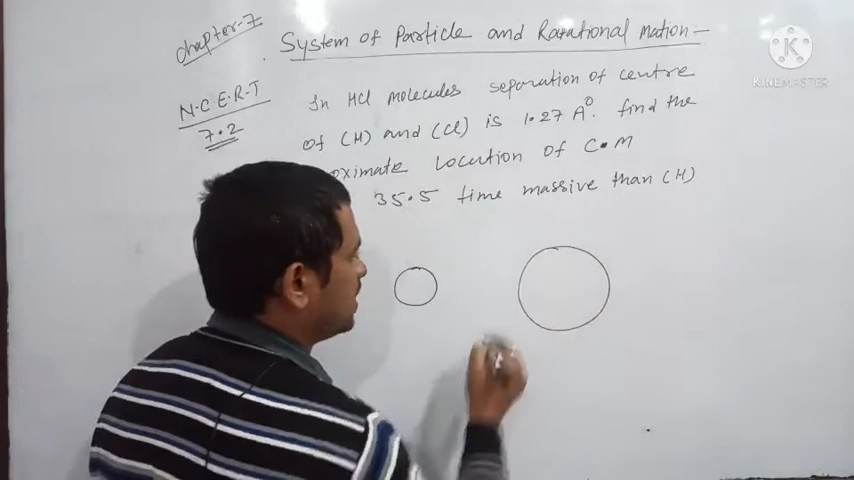 chapter-7
System of Particle and Rotational Motion:-
N.C.E.R.T
7.2
In HCl molecules separation of centre
of (H) and (Cl) is 1.27 A°. find the
oximate Location of C.M
35.5 time massive than (H)
K
KINEMASTER